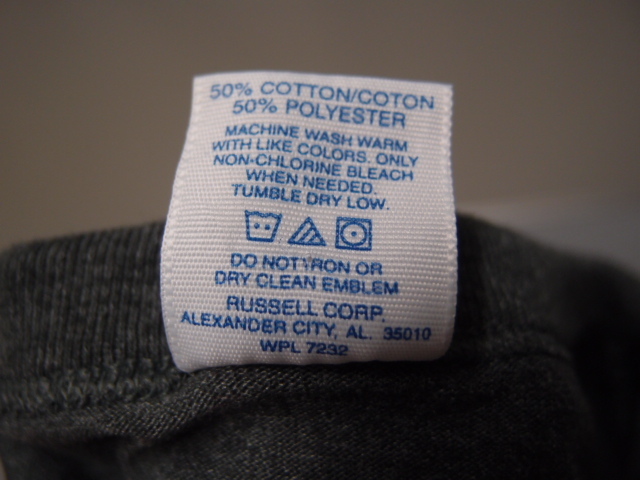 50% COTTON/COTON
50% POLYESTER
MACHINE WASH WARM
WITH LIKE COLORS. ONLY
NON-CHLORINE BLEACH
WHEN NEEDED.
TUMBLE DRY LOW.
DO NOT IRON OR
DRY CLEAN EMBLEM
RUSSELL CORP.
ALEXANDER CITY, AL. 35010
WPL 7232